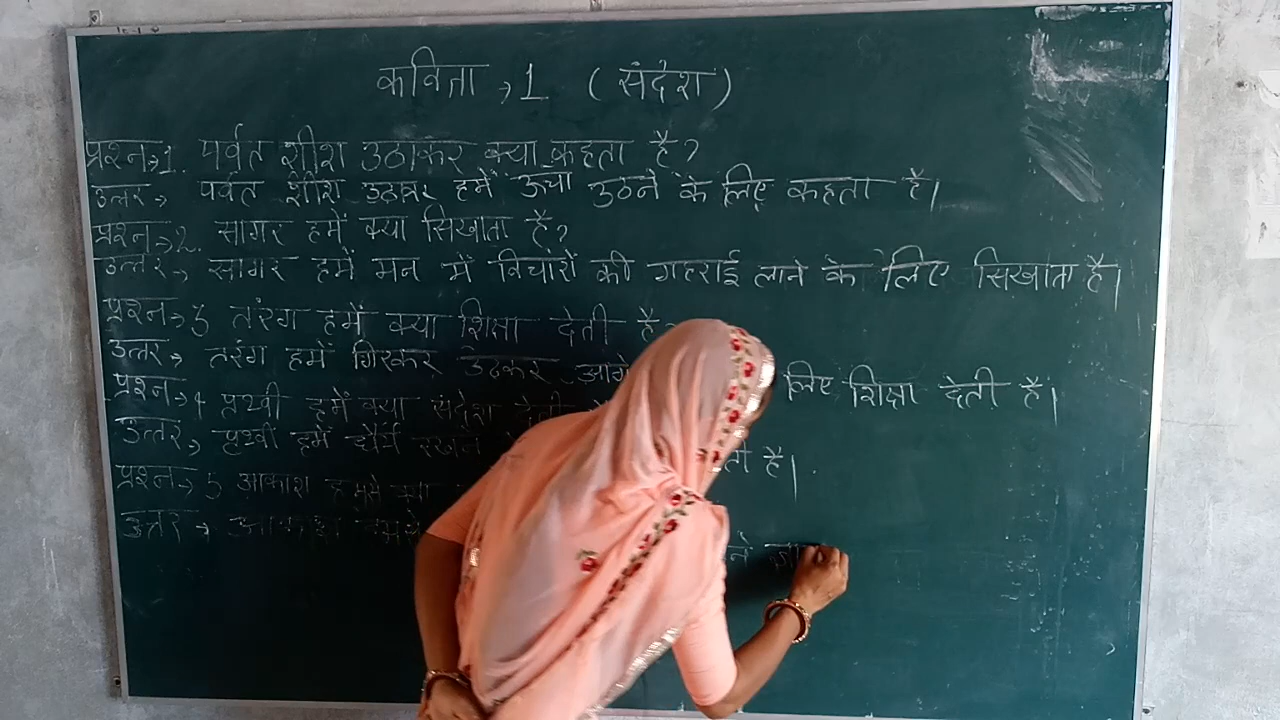 कविता → 1 (संदेश)
प्रश्न→1. पर्वत शीश उठाकर क्या कहता है?
उत्तर → पर्वत शीश उठाकर हमें ऊँचा उठने के लिए कहता है।
प्रश्न→2. सागर हमें क्या सिखाता है?
उत्तर → सागर हमें मन में विचारों की गहराई लाने के लिए सिखाता है।
प्रश्न→3 तरंग हमें क्या शिक्षा देती है?
उत्तर → तरंग हमें गिरकर उठकर आगे लिए शिक्षा देती है।
प्रश्न→4 पृथ्वी हमें क्या संदेश देती
उत्तर → पृथ्वी हमें धैर्य रखने ती है।
प्रश्न→5 आकाश हमसे क्या
उत्तर → आकाश हमसे ने